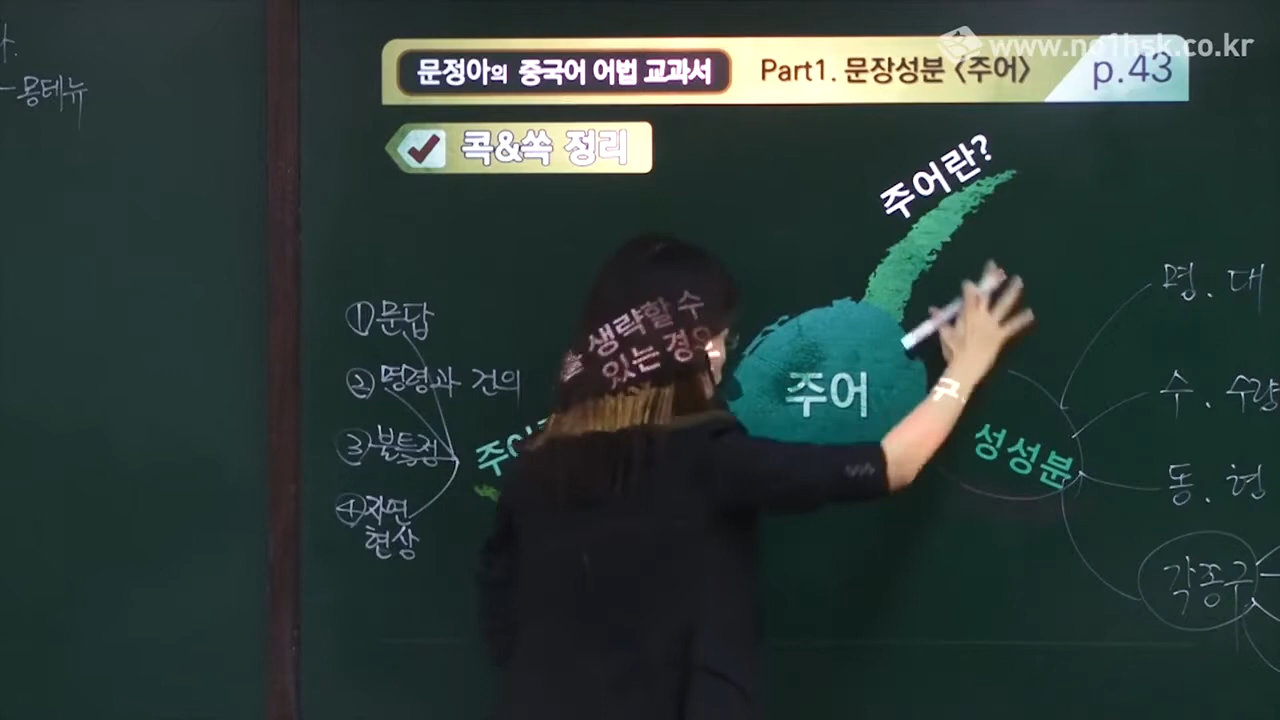 www.no1hsk.co.kr
문정아의 중국어 어법 교과서
Part1. 문장성분 <주어>
p.43
콕&쏙 정리
몽테뉴
주어란?
주어
생략할 수
있는 경우
①문답
②명령과 건의
③불특정
④자연
현상
구
성성분
명. 대
수. 수량
동. 형
각종구